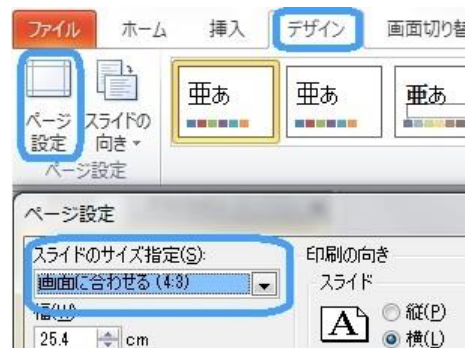 ファイル ホーム 挿入 デザイン 画面切り替
ページ設定
スライドの向き
亜あ 亜あ 亜あ
ページ設定
ページ設定
スライドのサイズ指定(S):
画面に合わせる (4:3)
印刷の向き
スライド
幅(W)
25.4 cm
A
縦(P)
横(L)